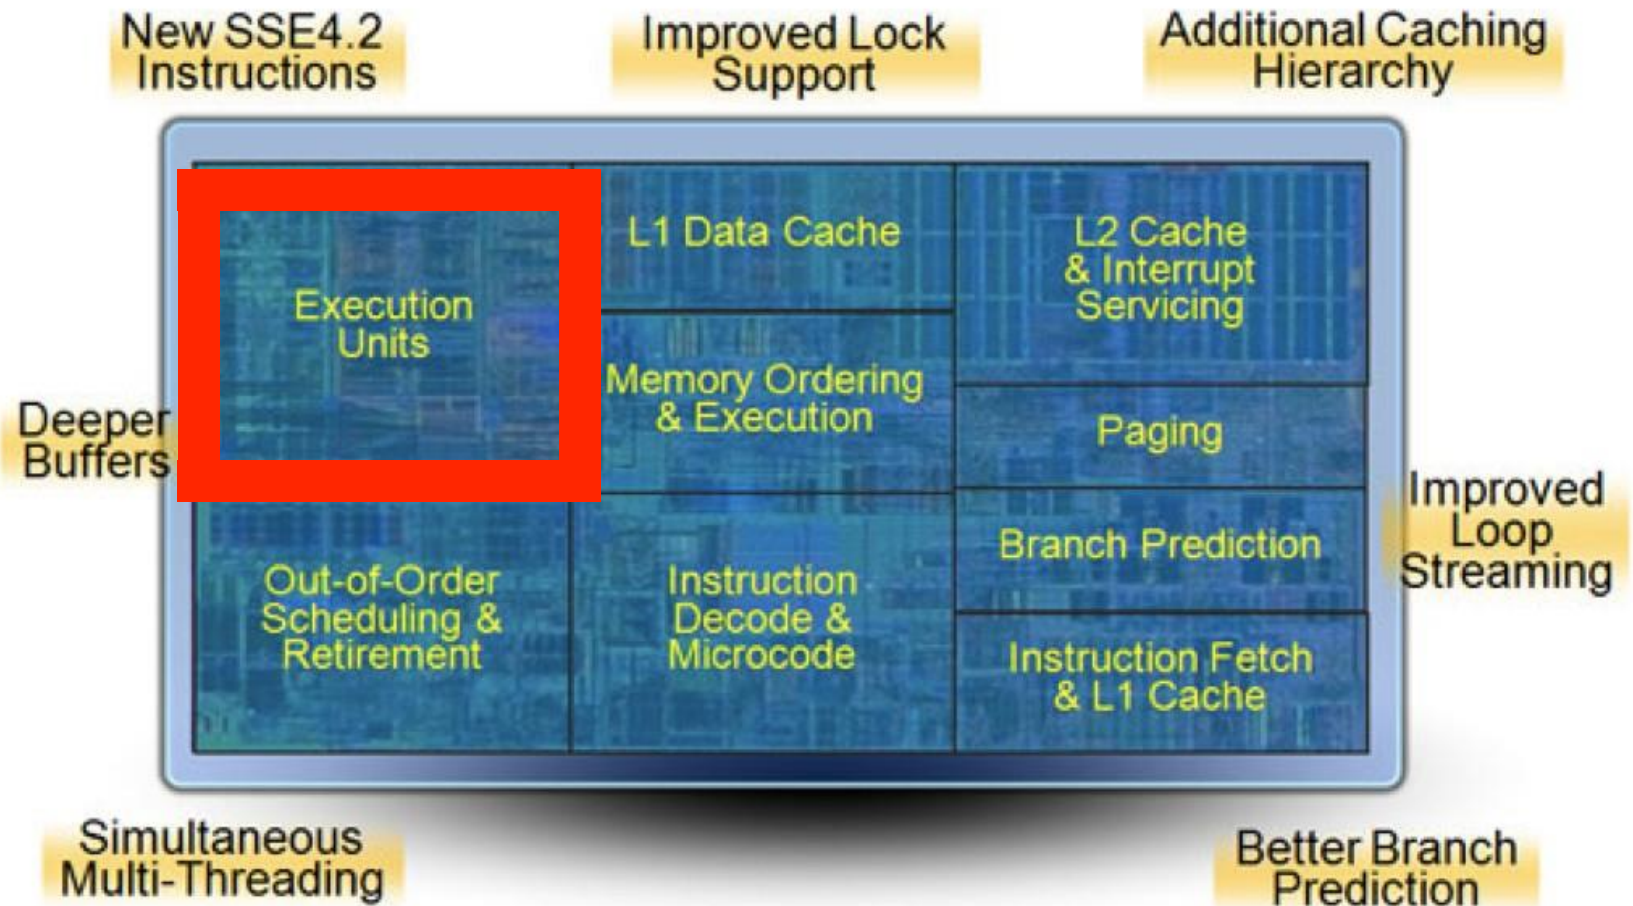 New SSE4.2
Instructions
Improved Lock
Support
Additional Caching
Hierarchy
Execution
Units
L1 Data Cache
L2 Cache
& Interrupt
Servicing
Memory Ordering
& Execution
Paging
Deeper
Buffers
Branch Prediction
Improved
Loop
Streaming
Out-of-Order
Scheduling &
Retirement
Instruction
Decode &
Microcode
Instruction Fetch
& L1 Cache
Simultaneous
Multi-Threading
Better Branch
Prediction